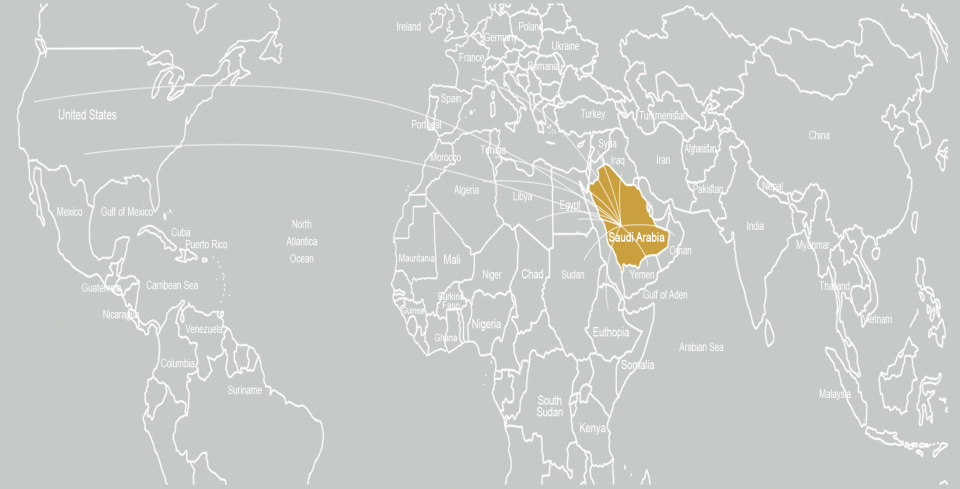 Ireland
Poland
Germany
Ukraine
France
Romania
Spain
United States
Turkey
Turkmenistan
Portugal
China
Syria
Tunisia
Afghanistan
Morocco
Iraq
Iran
Nepal
Algeria
Pakistan
Libya
Egypt
Mexico
Gulf of Mexico
North
Atlantica
Ocean
India
Cuba
Saudi Arabia
Puerto Rico
Myanmar
Oman
Mauritania
Mali
Niger
Chad
Sudan
Yemen
Guatemala
Carribean Sea
Thailand
Gulf of Aden
Burkina
Faso
Guinea
Nicaragua
Nigeria
Vietnam
Venezuela
Euthopia
Ghana
Arabian Sea
Columbia
Somalia
Suriname
Malaysia
South
Sudan
Kenya